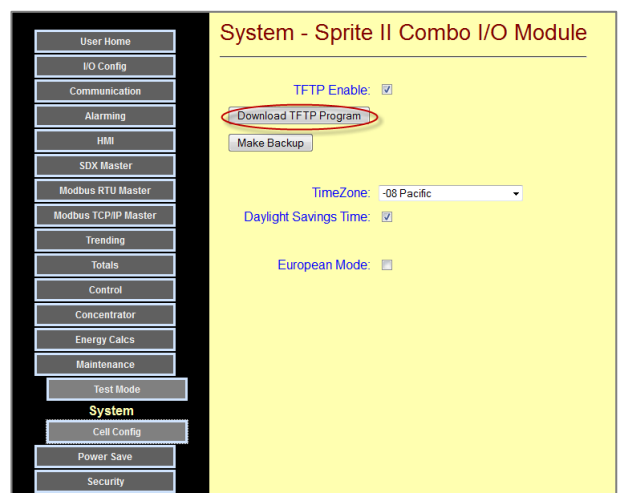 System - Sprite II Combo I/O Module
User Home
I/O Config
Communication
Alarming
HMI
SDX Master
Modbus RTU Master
Modbus TCP/IP Master
Trending
Totals
Control
Concentrator
Energy Calcs
Maintenance
Test Mode
System
Cell Config
Power Save
Security
TFTP Enable:
Download TFTP Program
Make Backup
TimeZone: -08 Pacific
Daylight Savings Time:
European Mode: